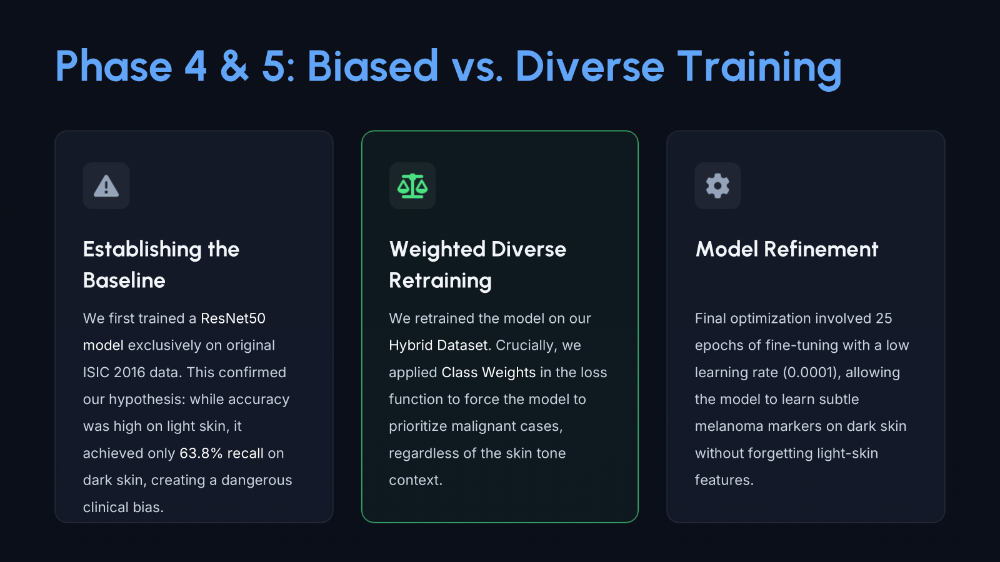 Phase 4 & 5: Biased vs. Diverse Training
Establishing the
Baseline
We first trained a ResNet50
model exclusively on original
ISIC 2016 data. This confirmed
our hypothesis: while accuracy
was high on light skin, it
achieved only 63.8% recall on
dark skin, creating a dangerous
clinical bias.
Weighted Diverse
Retraining
We retrained the model on our
Hybrid Dataset. Crucially, we
applied Class Weights in the loss
function to force the model to
prioritize malignant cases,
regardless of the skin tone
context.
Model Refinement
Final optimization involved 25
epochs of fine-tuning with a low
learning rate (0.0001), allowing
the model to learn subtle
melanoma markers on dark skin
without forgetting light-skin
features.